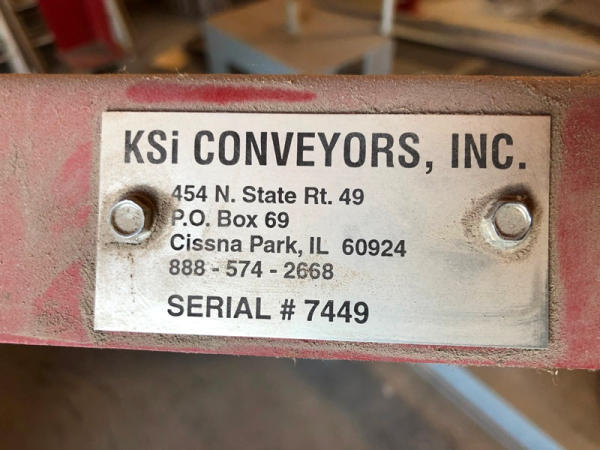 KSi CONVEYORS, INC.
454 N. State Rt. 49
P.O. Box 69
Cissna Park, IL 60924
888 - 574 - 2668
SERIAL # 7449